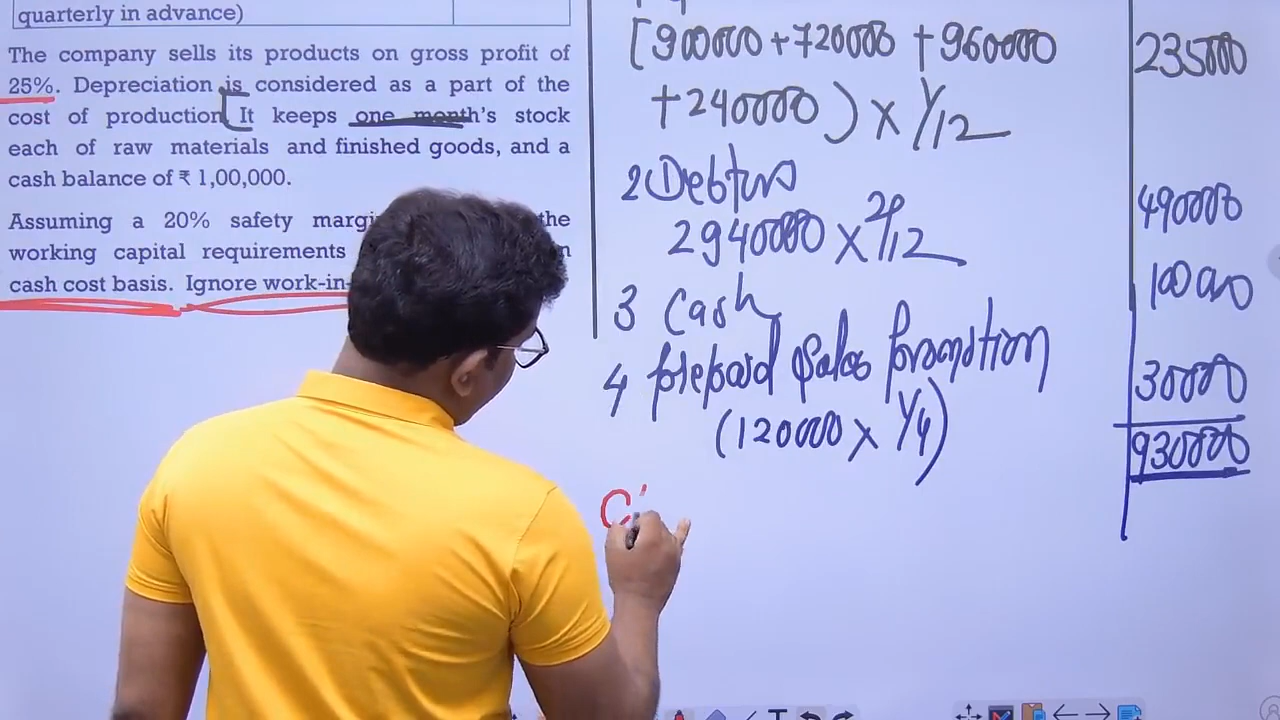 quarterly in advance)
The company sells its products on gross profit of
25%. Depreciation is considered as a part of the
cost of production. It keeps one month's stock
each of raw materials and finished goods, and a
cash balance of ₹ 1,00,000.
Assuming a 20% safety the
working capital requirements
cash cost basis. Ignore work-in-
[900000 + 720000 + 960000 235000
+ 240000) × 1/12
2 Debtors
2940000 × 2/12 490000
3 Cash 100000
4 prepaid Sales Promotion
(120000 × 1/4) 30000
930000